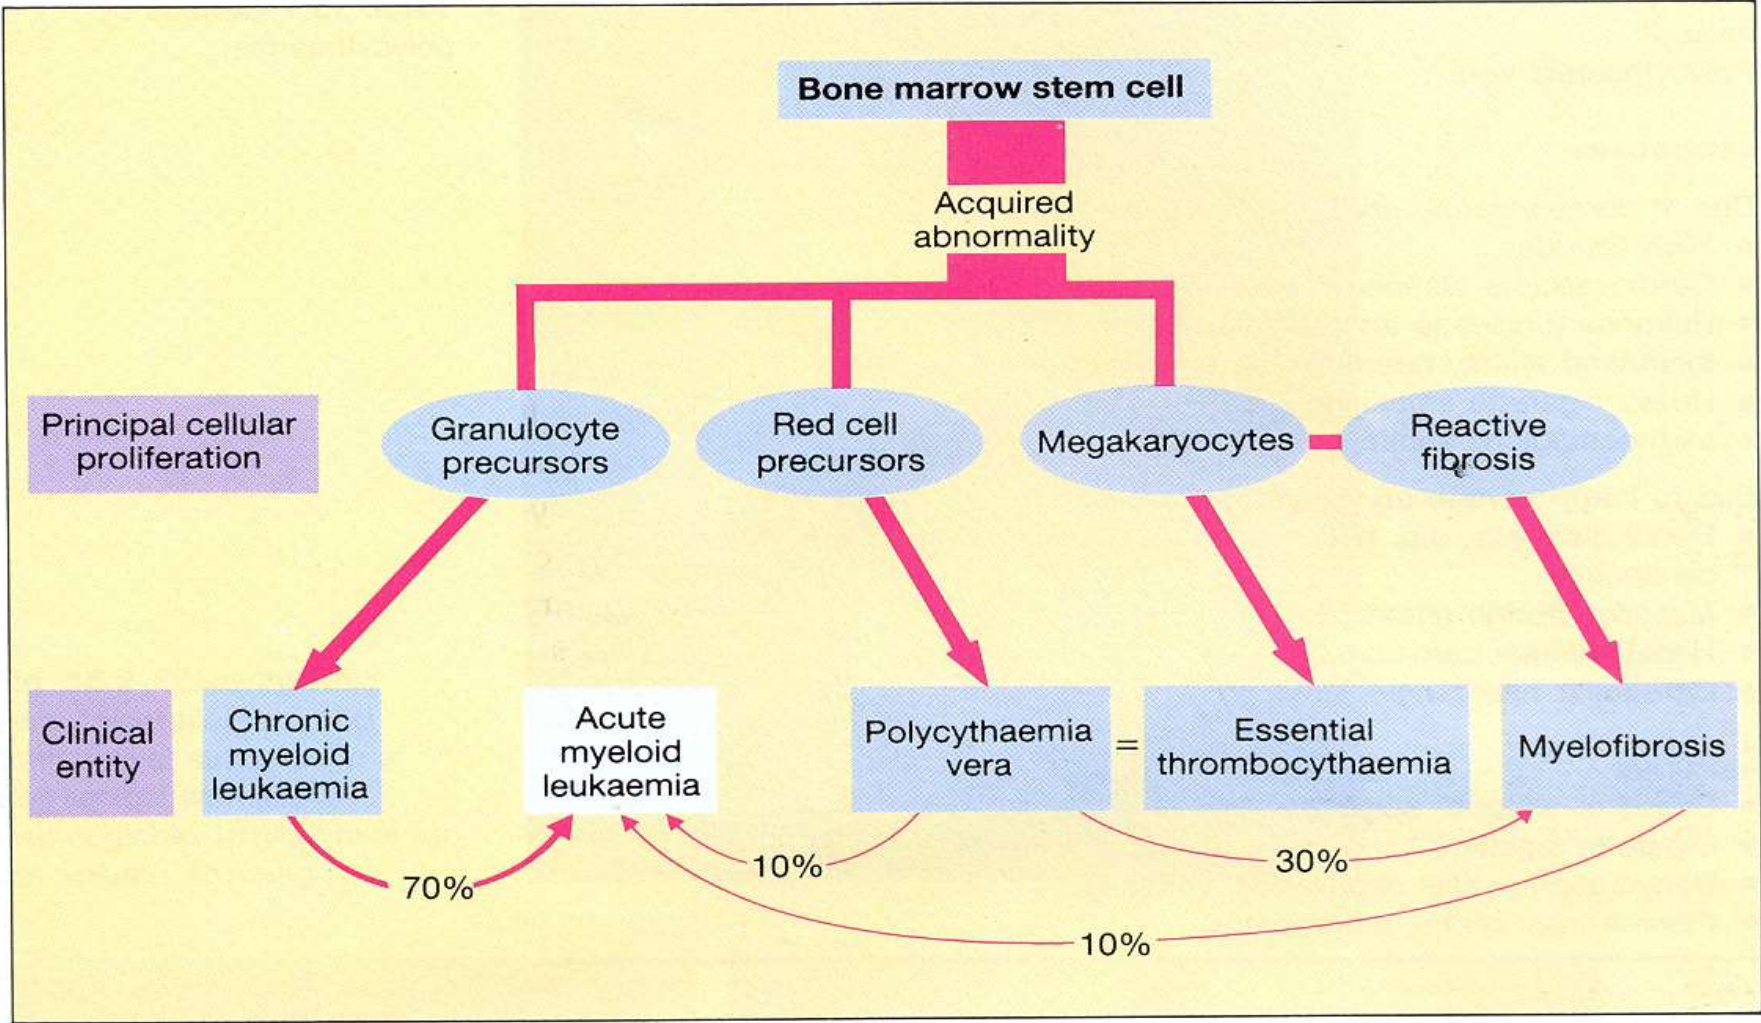 Bone marrow stem cell
Acquired
abnormality
Principal cellular
proliferation
Granulocyte
precursors
Red cell
precursors
Megakaryocytes
Reactive
fibrosis
Clinical
entity
Chronic
myeloid
leukaemia
Acute
myeloid
leukaemia
Polycythaemia
vera
=
Essential
thrombocythaemia
Myelofibrosis
70%
10%
30%
10%